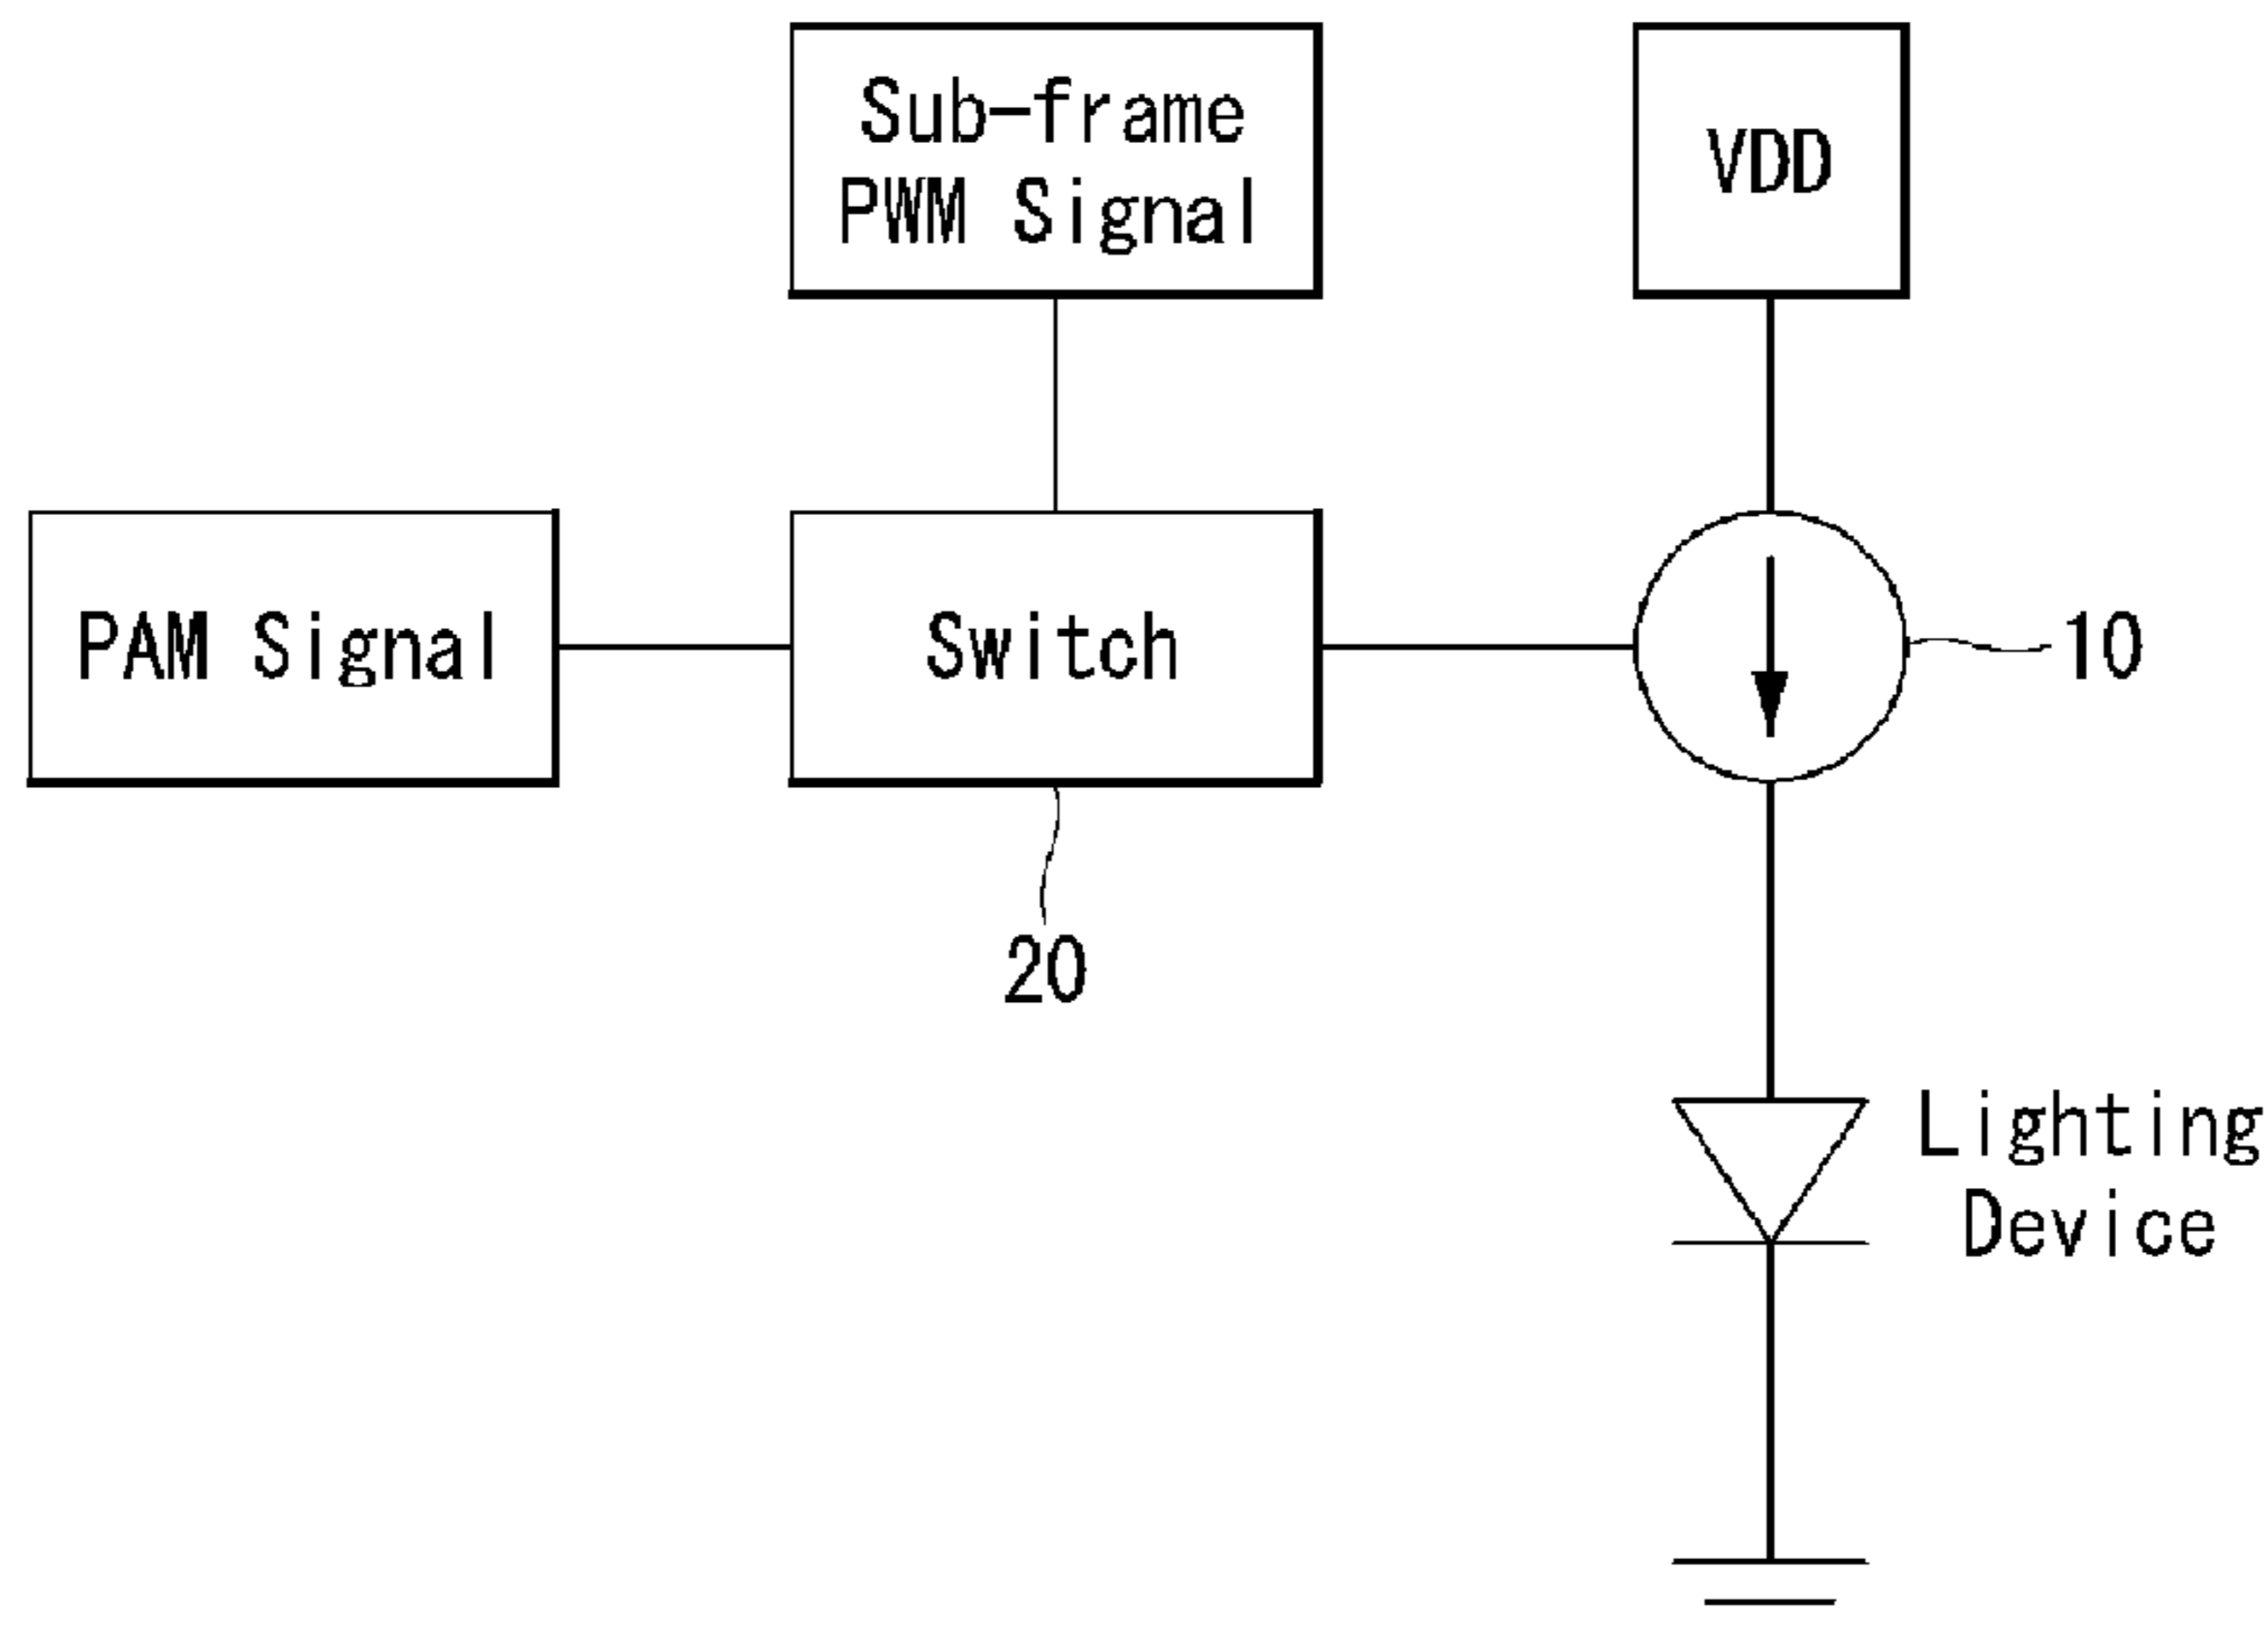 Sub-frame
PWM Signal
VDD
PAM Signal
Switch
10
20
Lighting
Device